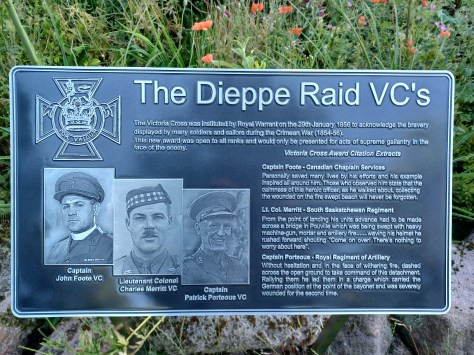 The Dieppe Raid VC's
The Victoria Cross was instituted by Royal Warrant on the 29th January, 1856 to acknowledge the bravery
displayed by many soldiers and sailors during the Crimean War (1854-56).
This new award was open to all ranks and would only be presented for acts of supreme gallantry in the
face of the enemy.
Victoria Cross Award Citation Extracts
Captain Foote - Canadian Chaplain Services
Personally saved many lives by his efforts and his example
inspired all around him. Those who observed him state that the
calmness of this heroic officer, as he walked about, collecting
the wounded on the fire swept beach will never be forgotten.
Lt. Col. Merritt - South Saskatchewan Regiment
From the point of landing his units advance had to be made
across a bridge in Pouville which was being swept with heavy
machine-gun, mortar and artillery fire.......waving his helmet he
rushed forward shouting, "Come on over! There's nothing to
worry about here".
Captain Porteous - Royal Regiment of Artillery
Without hesitation and in the face of withering fire, dashed
across the open ground to take command of this detachment.
Rallying them he led them in a charge which carried the
German position at the point of the bayonet and was severely
wounded for the second time.
Captain
John Foote VC
Lieutenant Colonel
Charles Merritt VC
Captain
Patrick Porteous VC